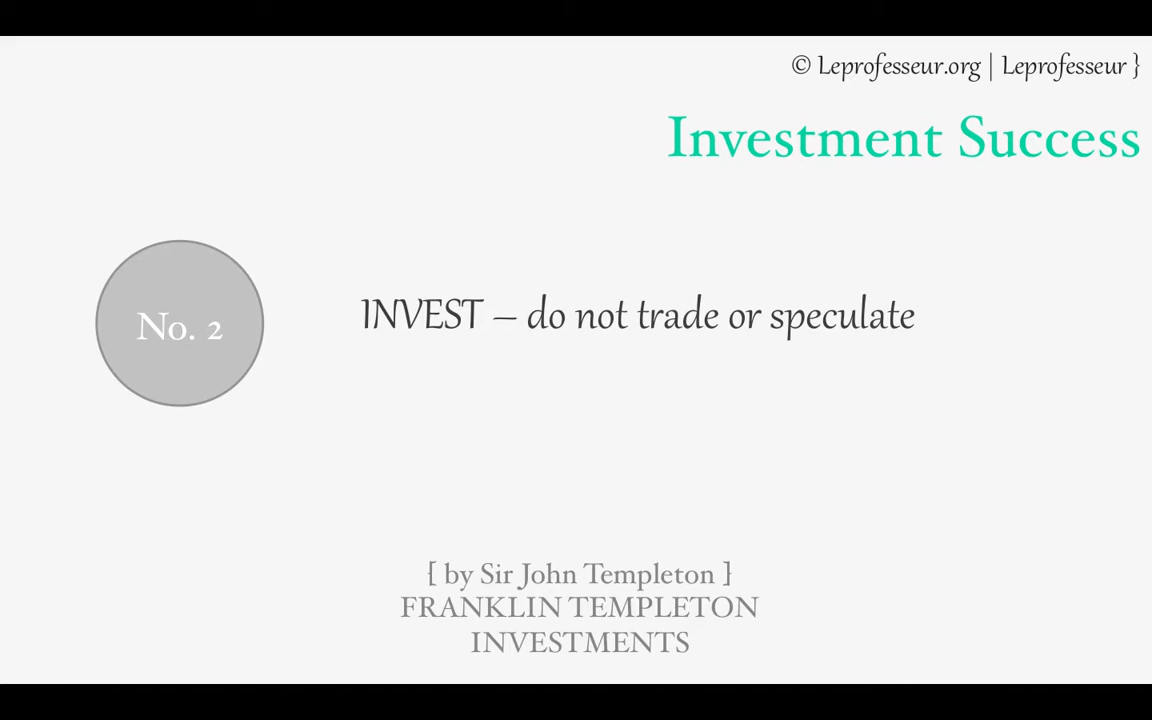 © Leprofesseur.org | Leprofesseur }
Investment Success
No. 2
INVEST – do not trade or speculate
{ by Sir John Templeton }
FRANKLIN TEMPLETON
INVESTMENTS